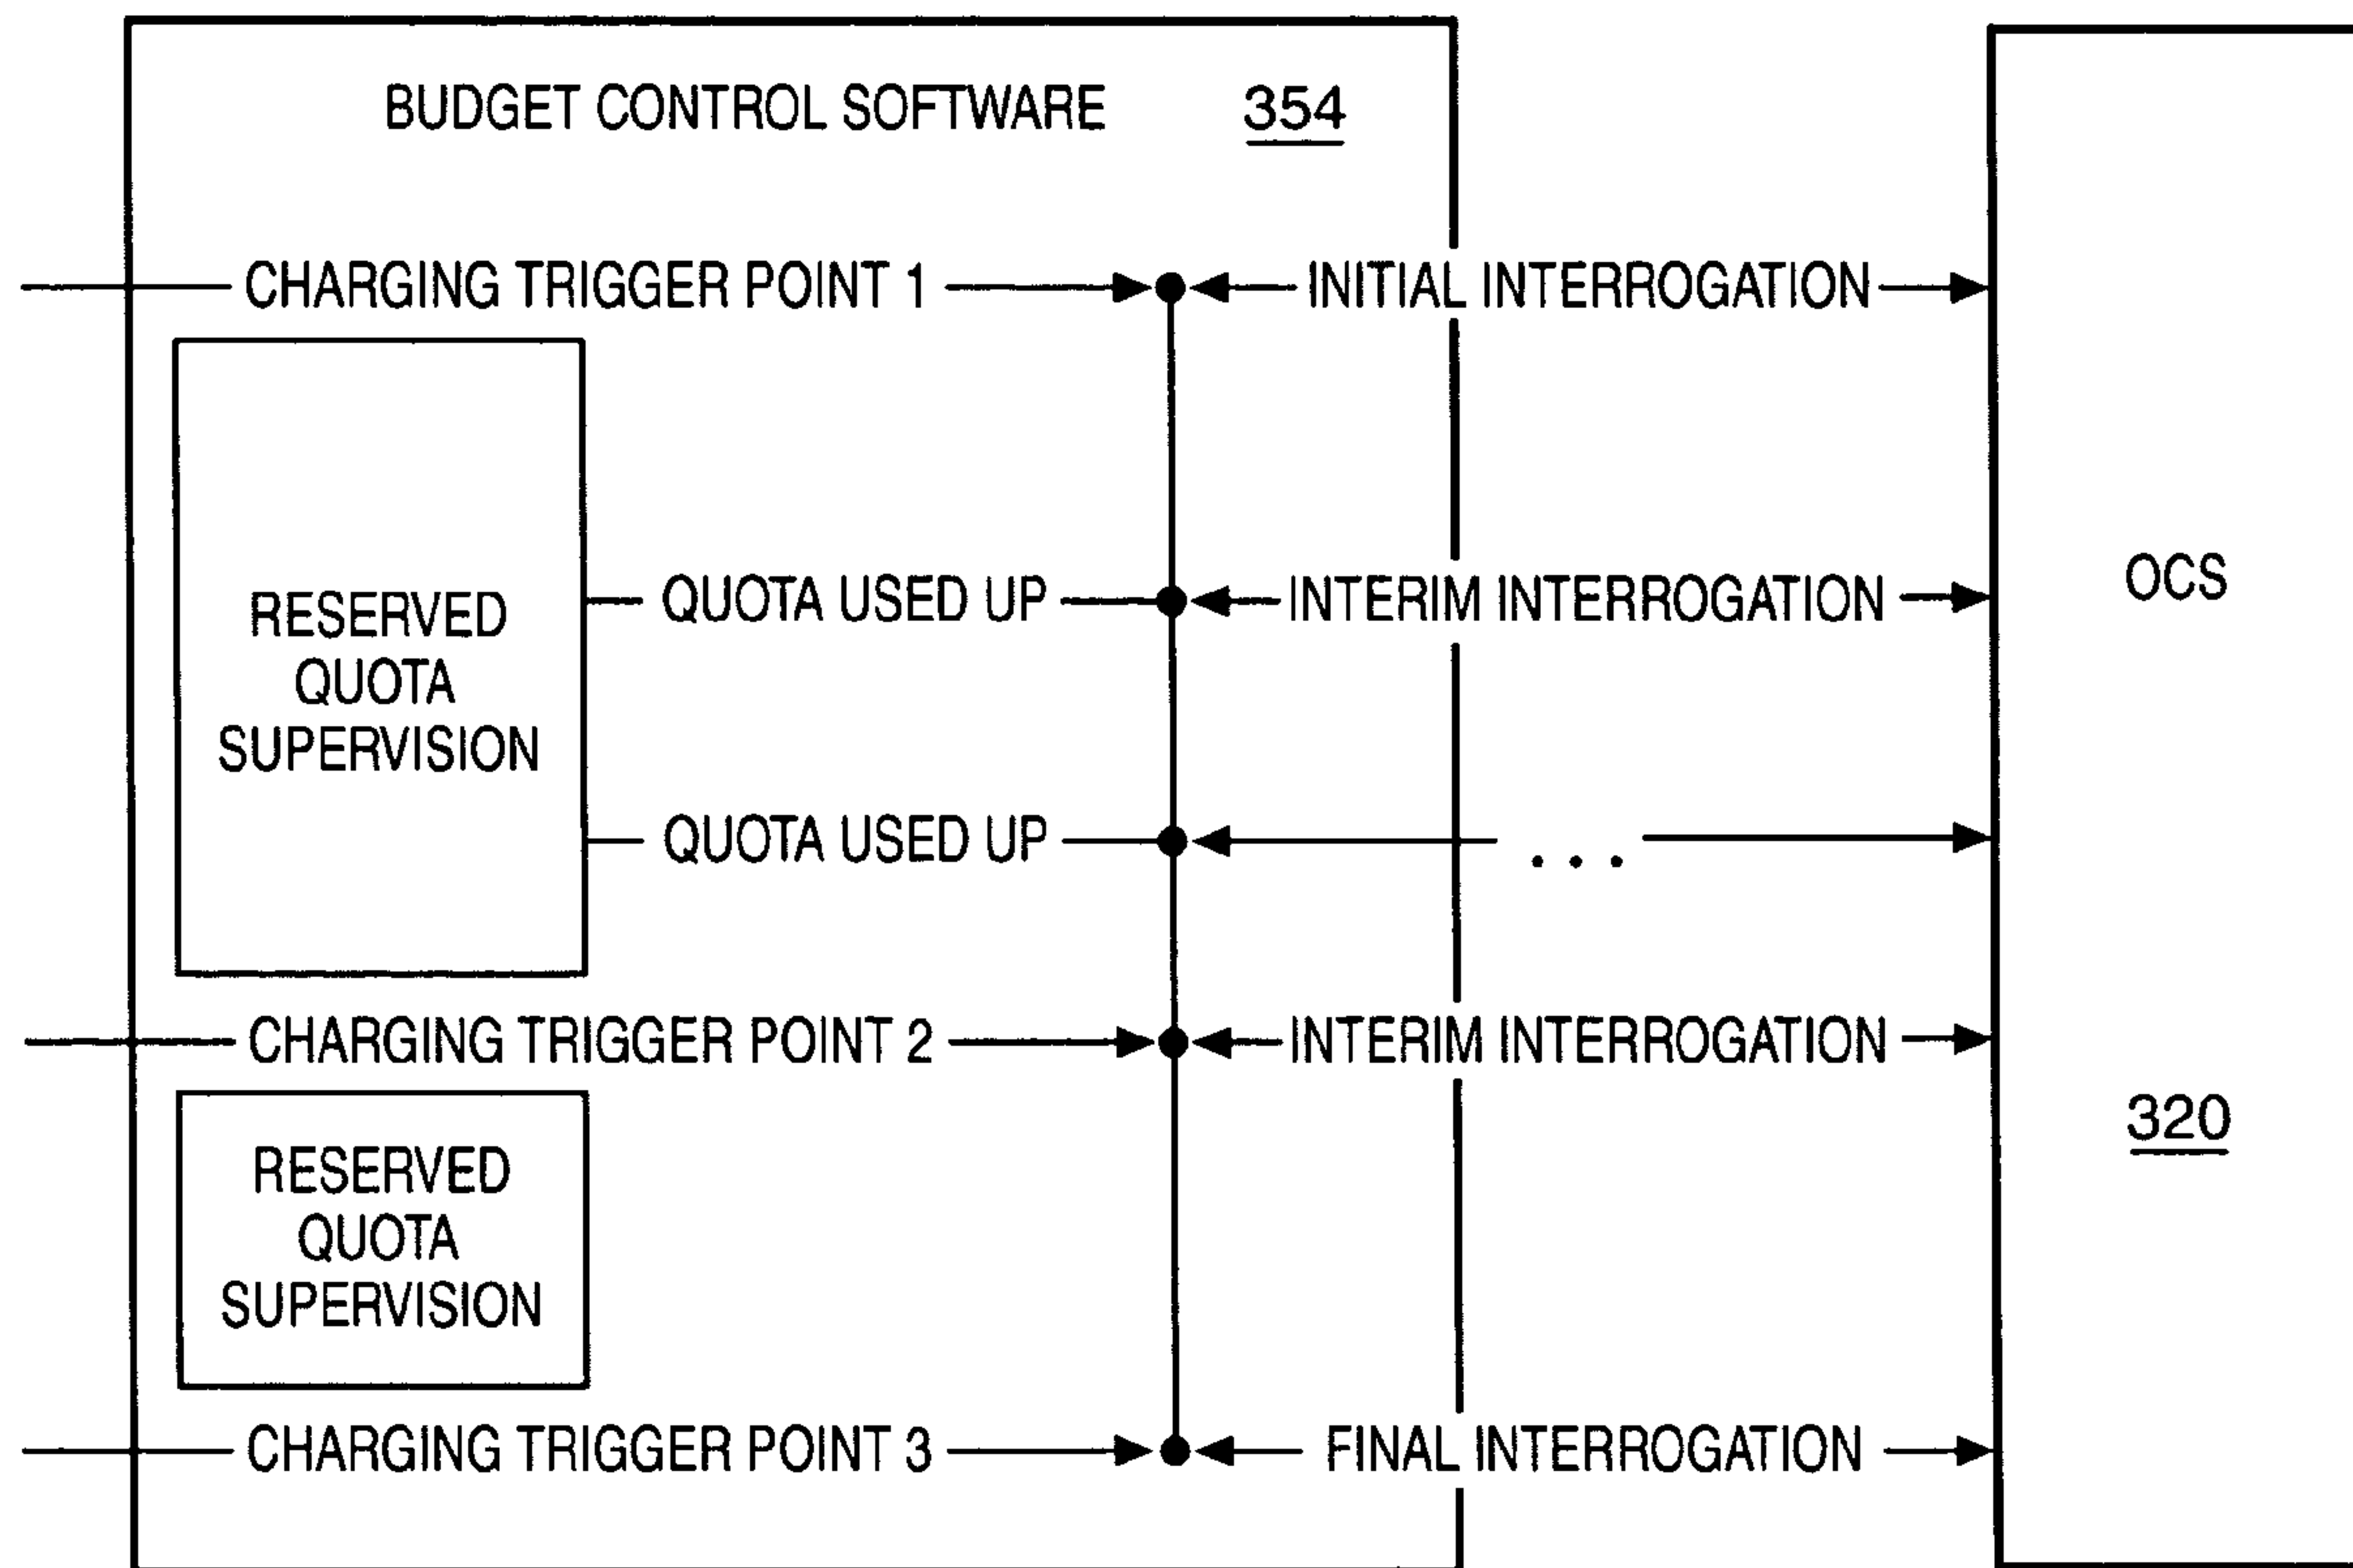 BUDGET CONTROL SOFTWARE 354
CHARGING TRIGGER POINT 1 INITIAL INTERROGATION
RESERVED
QUOTA
SUPERVISION
QUOTA USED UP INTERIM INTERROGATION
OCS
QUOTA USED UP ...
CHARGING TRIGGER POINT 2 INTERIM INTERROGATION
320
RESERVED
QUOTA
SUPERVISION
CHARGING TRIGGER POINT 3 FINAL INTERROGATION